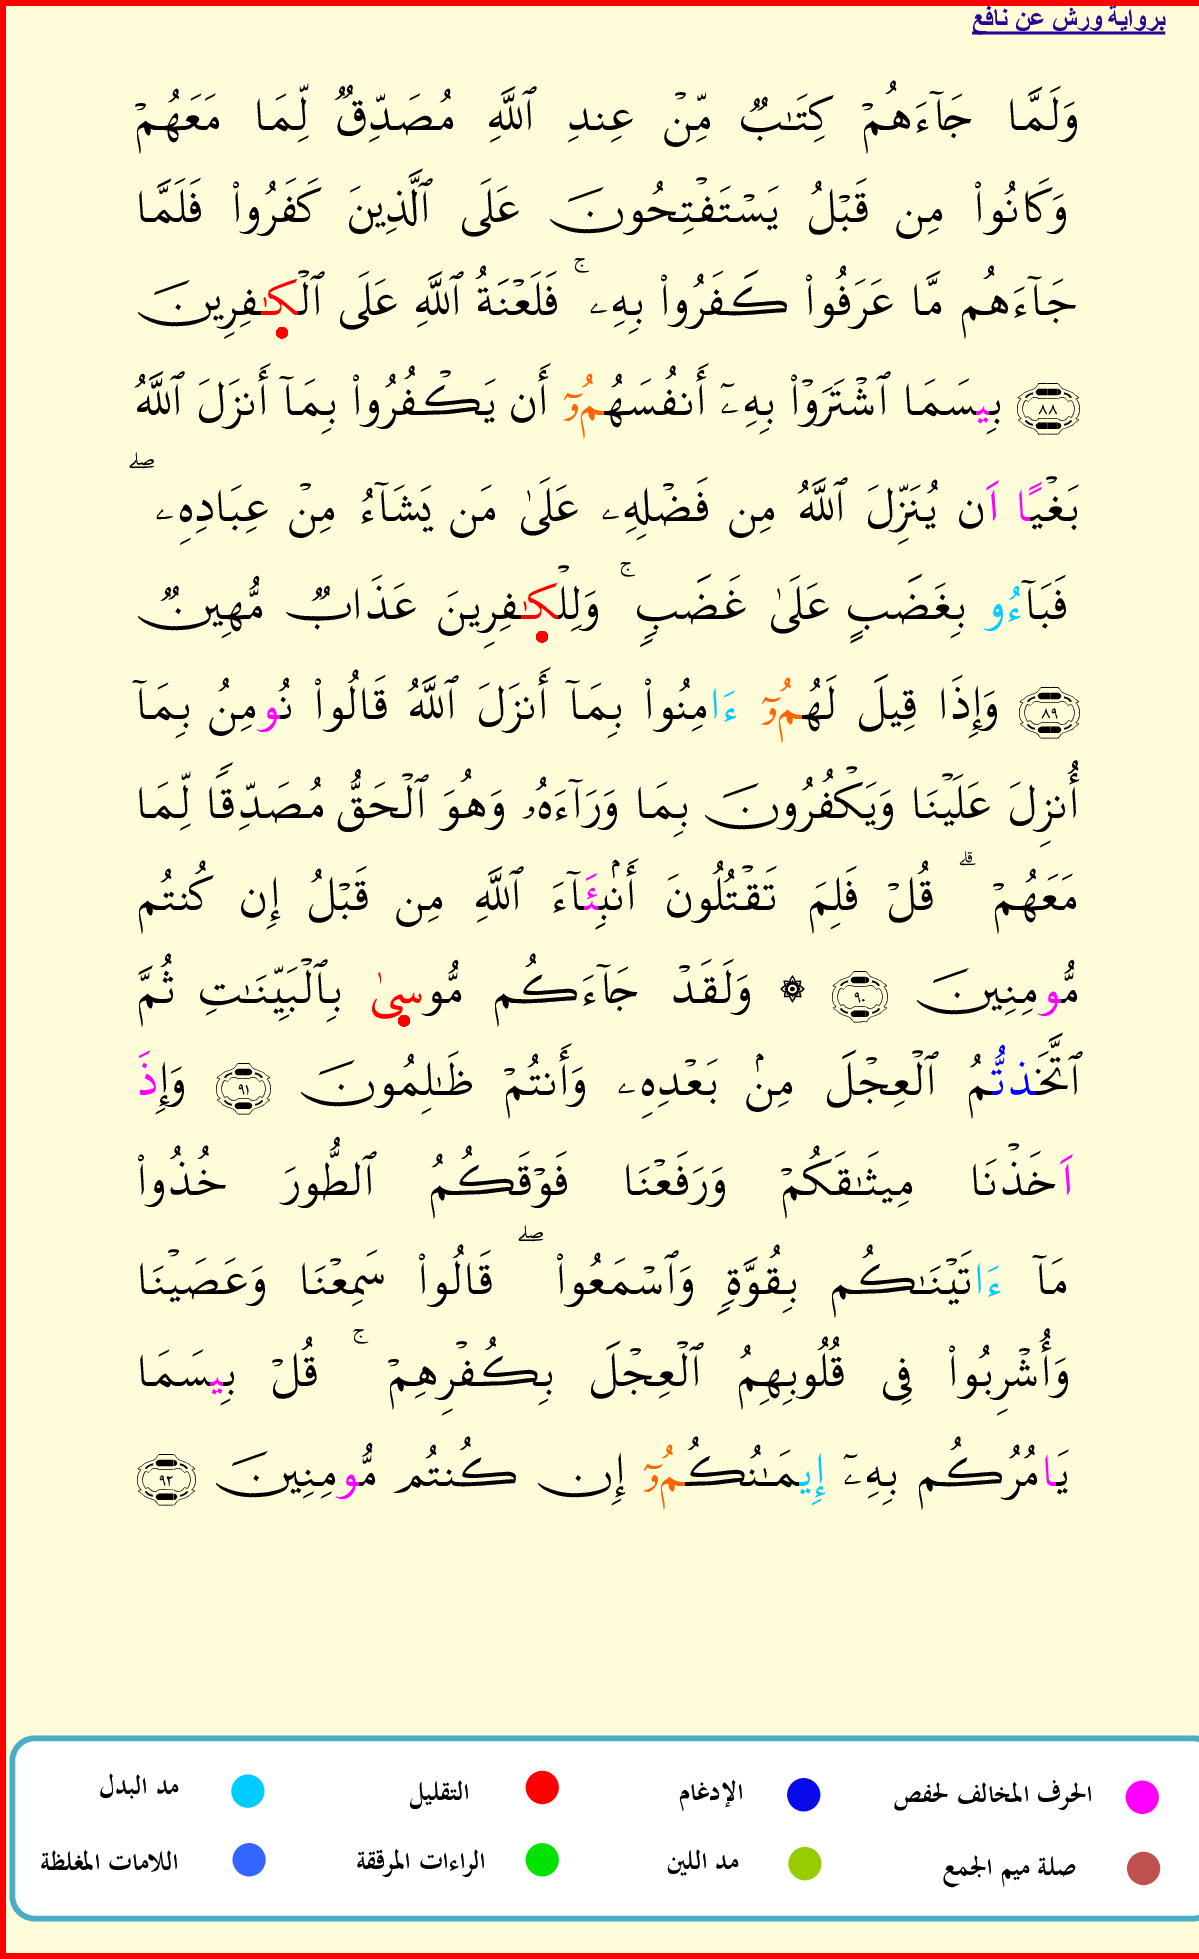 برواية ورش عن نافع
وَلَمَّا جَآءَهُمْ كِتَٰبٌ مِّنْ عِندِ ٱللَّهِ مُصَدِّقٌ لِّمَا مَعَهُمْ
وَكَانُواْ مِن قَبْلُ يَسْتَفْتِحُونَ عَلَى ٱلَّذِينَ كَفَرُواْ فَلَمَّا
جَآءَهُم مَّا عَرَفُواْ كَفَرُواْ بِهِۦ ۚ فَلَعْنَةُ ٱللَّهِ عَلَى ٱلْكَٰفِرِينَ
٨٨ بِيسَمَا ٱشْتَرَوْاْ بِهِۦٓ أَنفُسَهُمُۥٓ أَن يَكْفُرُواْ بِمَآ أَنزَلَ ٱللَّهُ
بَغْيًا اَن يُنَزِّلَ ٱللَّهُ مِن فَضْلِهِۦ عَلَىٰ مَن يَشَآءُ مِنْ عِبَادِهِۦ ۖ
فَبَآءُو بِغَضَبٍ عَلَىٰ غَضَبٍ ۚ وَلِلْكَٰفِرِينَ عَذَابٌ مُّهِينٌ
٨٩ وَإِذَا قِيلَ لَهُمُۥٓ ءَامِنُواْ بِمَآ أَنزَلَ ٱللَّهُ قَالُواْ نُومِنُ بِمَآ
أُنزِلَ عَلَيْنَا وَيَكْفُرُونَ بِمَا وَرَآءَهُۥ وَهُوَ ٱلْحَقُّ مُصَدِّقًا لِّمَا
مَعَهُمْ ۗ قُلْ فَلِمَ تَقْتُلُونَ أَنۢبِئَآءَ ٱللَّهِ مِن قَبْلُ إِن كُنتُم
مُّومِنِينَ ٩٠ ۞ وَلَقَدْ جَآءَكُم مُّوسىٰ بِالْبَيِّنَٰتِ ثُمَّ
ٱتَّخَذتُّمُ ٱلْعِجْلَ مِنۢ بَعْدِهِۦ وَأَنتُمْ ظَٰلِمُونَ ٩١ وَإِذَ
اَخَذْنَا مِيثَٰقَكُمْ وَرَفَعْنَا فَوْقَكُمُ ٱلطُّورَ خُذُواْ
مَآ ءَاتَيْنَٰكُم بِقُوَّةٍ وَٱسْمَعُواْ ۖ قَالُواْ سَمِعْنَا وَعَصَيْنَا
وَأُشْرِبُواْ فِى قُلُوبِهِمُ ٱلْعِجْلَ بِكُفْرِهِمْ ۚ قُلْ بِيسَمَا
يَامُرُكُم بِهِۦٓ إِيمَٰنُكُمُۥٓ إِن كُنتُم مُّومِنِينَ ٩٢
الحرف المخالف لحفص الإدغام التقليل مد البدل
صلة ميم الجمع مد اللين الراءات المرققة اللامات المغلظة